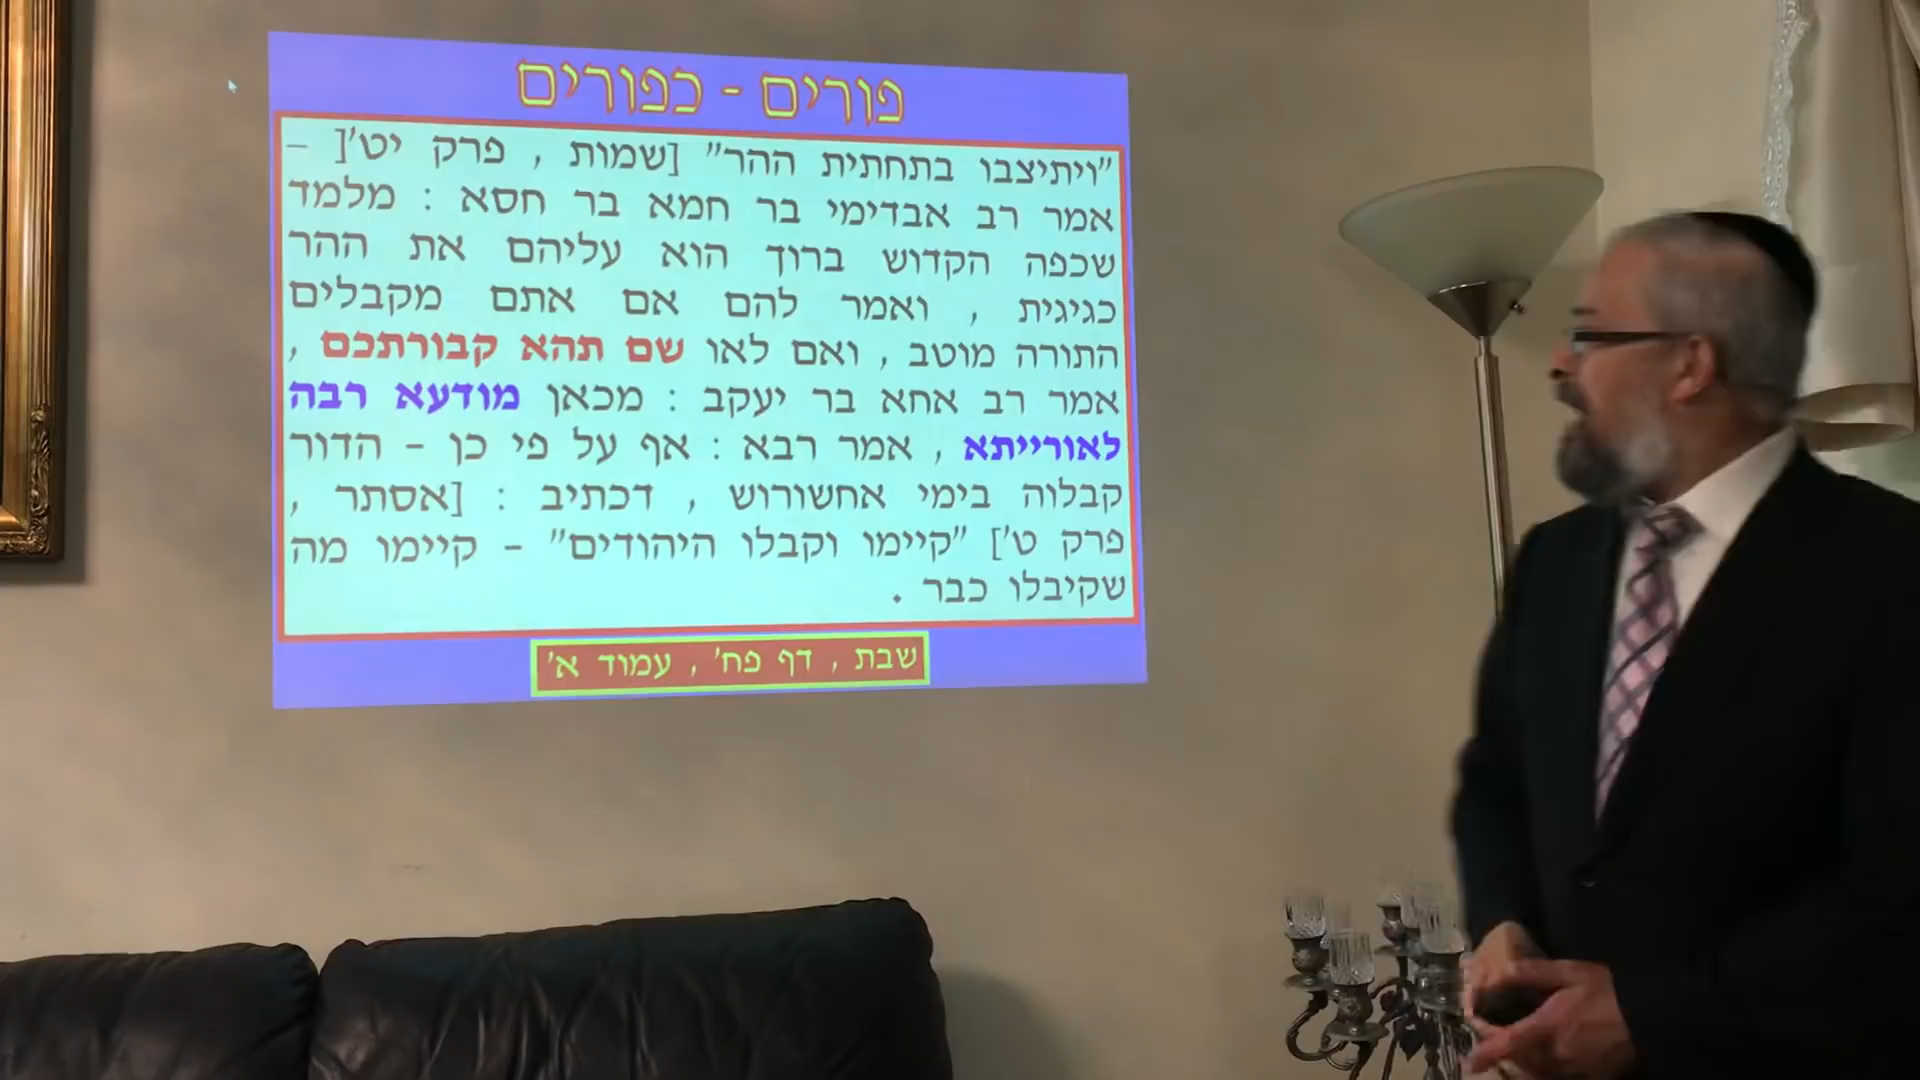 פורים - כפורים
"ויתיצבו בתחתית ההר" [שמות , פרק יט'[ –
אמר רב אבדימי בר חמא בר חסא : מלמד
שכפה הקדוש ברוך הוא עליהם את ההר
כגיגית , ואמר להם אם אתם מקבלים
התורה מוטב , ואם לאו שם תהא קבורתכם ,
אמר רב אחא בר יעקב : מכאן מודעא רבה
לאורייתא , אמר רבא : אף על פי כן – הדור
קבלוה בימי אחשורוש , דכתיב : [אסתר ,
פרק ט'] "קיימו וקבלו היהודים" – קיימו מה
שקיבלו כבר .
שבת , דף פח' , עמוד א'